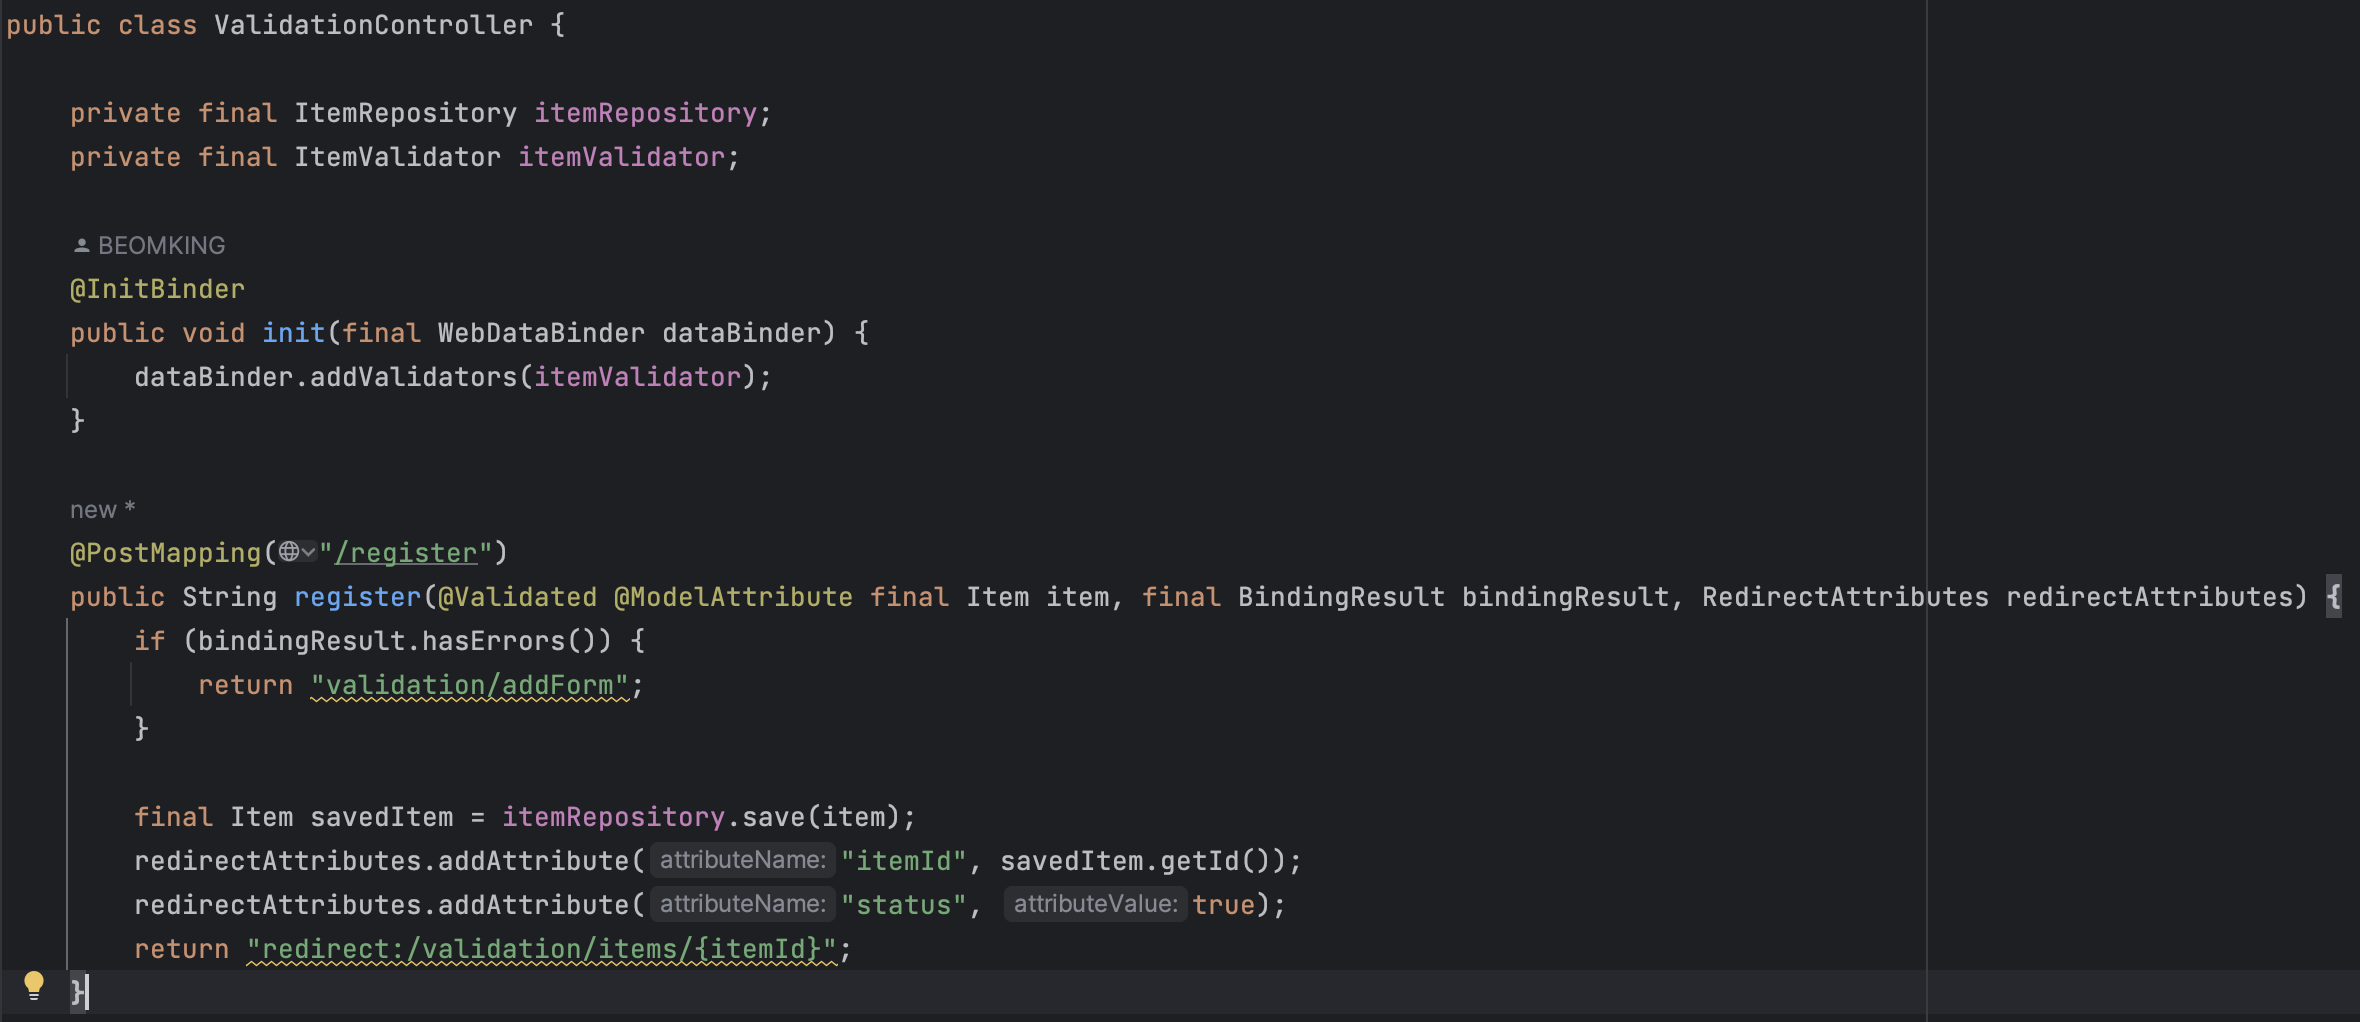 public class ValidationController {
private final ItemRepository itemRepository;
private final ItemValidator itemValidator;
BEOMKING
@InitBinder
public void init(final WebDataBinder dataBinder) {
dataBinder.addValidators(itemValidator);
}
new *
@PostMapping("/register")
public String register(@Validated @ModelAttribute final Item item, final BindingResult bindingResult, RedirectAttributes redirectAttributes) {
if (bindingResult.hasErrors()) {
return "validation/addForm";
}
final Item savedItem = itemRepository.save(item);
redirectAttributes.addAttribute( attributeName: "itemId", savedItem.getId());
redirectAttributes.addAttribute( attributeName: "status", attributeValue: true);
return "redirect:/validation/items/{itemId}";
}